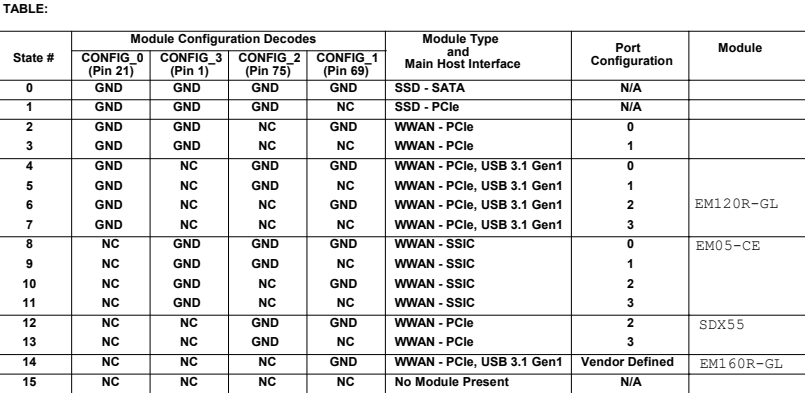 TABLE:
State # Module Configuration Decodes Module Type and Main Host Interface Port Configuration Module
CONFIG_0 (Pin 21) CONFIG_3 (Pin 1) CONFIG_2 (Pin 75) CONFIG_1 (Pin 69)
0 GND GND GND GND SSD - SATA N/A
1 GND GND GND NC SSD - PCIe N/A
2 GND GND NC GND WWAN - PCIe 0
3 GND GND NC NC WWAN - PCIe 1
4 GND NC GND GND WWAN - PCIe, USB 3.1 Gen1 0
5 GND NC GND NC WWAN - PCIe, USB 3.1 Gen1 1
6 GND NC NC GND WWAN - PCIe, USB 3.1 Gen1 2 EM120R-GL
7 GND NC NC NC WWAN - PCIe, USB 3.1 Gen1 3
8 NC GND GND GND WWAN - SSIC 0 EM05-CE
9 NC GND GND NC WWAN - SSIC 1
10 NC GND NC GND WWAN - SSIC 2
11 NC GND NC NC WWAN - SSIC 3
12 NC NC GND GND WWAN - PCIe 2 SDX55
13 NC NC GND NC WWAN - PCIe 3
14 NC NC NC GND WWAN - PCIe, USB 3.1 Gen1 Vendor Defined EM160R-GL
15 NC NC NC NC No Module Present N/A